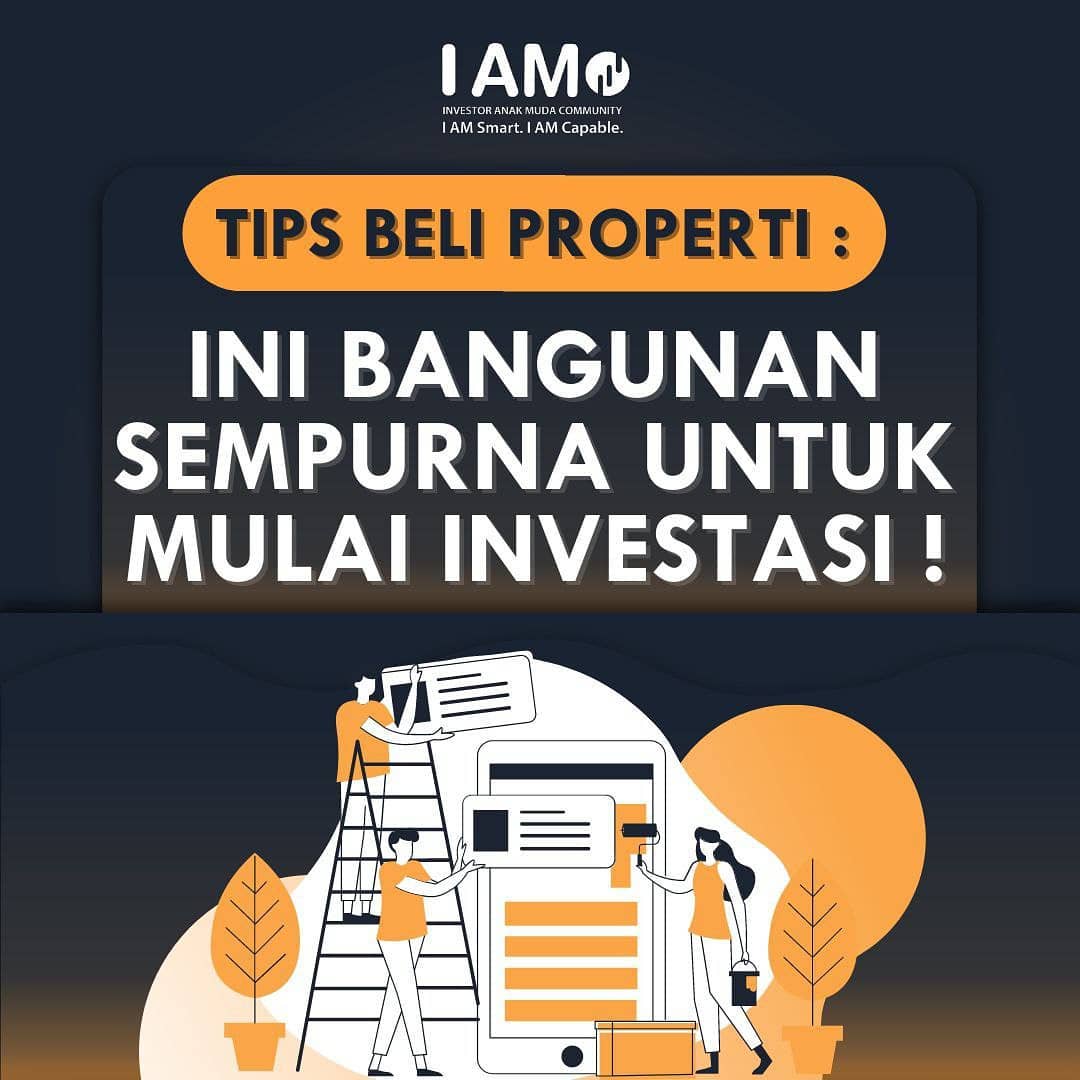 I AM
INVESTOR ANAK MUDA COMMUNITY
I AM Smart. I AM Capable.
TIPS BELI PROPERTI :
INI BANGUNAN
SEMPURNA UNTUK
MULAI INVESTASI !